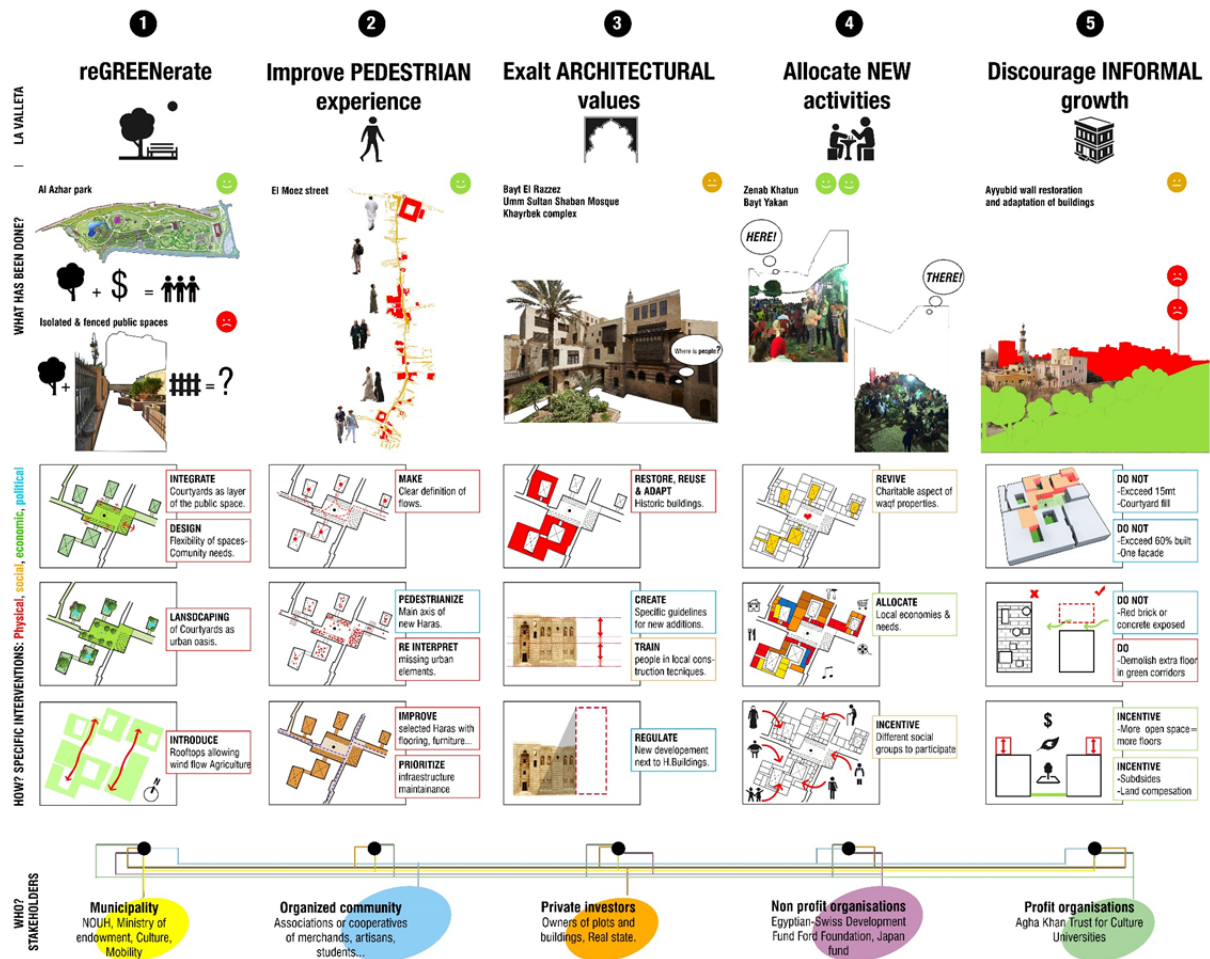 1
2
3
4
5
reGREENerate
Improve PEDESTRIAN
experience
Exalt ARCHITECTURAL
values
Allocate NEW
activities
Discourage INFORMAL
growth
LA VALLETA
|
WHAT HAS BEEN DONE?
Al Azhar park
+ $ =
Isolated & fenced public spaces
+
= ?
El Moez street
Bayt El Razzez
Umm Sultan Shaban Mosque
Khayrbek complex
Where is people?
Zenab Khatun
Bayt Yakan
HERE!
THERE!
Ayyubid wall restoration
and adaptation of buildings
HOW? SPECIFIC INTERVENTIONS: Physical, social, economic, political
INTEGRATE
Courtyards as layer
of the public space.
DESIGN
Flexibility of spaces-
Comunity needs.
LANSDCAPING
of Courtyards as
urban oasis.
INTRODUCE
Rooftops allowing
wind flow Agriculture
N
MAKE
Clear definition of
flows.
PEDESTRIANIZE
Main axis of
new Haras.
RE INTERPRET
missing urban
elements.
IMPROVE
selected Haras with
flooring, furniture...
PRIORITIZE
infraestructure
maintainance
RESTORE, REUSE
& ADAPT
Historic buildings.
CREATE
Specific guidelines
for new additions.
TRAIN
people in local cons-
truction tecniques.
REGULATE
New developement
next to H.Buildings.
REVIVE
Charitable aspect of
waqf properties.
ALLOCATE
Local economies &
needs.
INCENTIVE
Different social
groups to participate
DO NOT
-Exceed 15mt
-Courtyard fill
DO NOT
-Exceed 60% built
-One facade
DO NOT
-Red brick or
concrete exposed
DO
-Demolish extra floor
in green corridors
$
INCENTIVE
-More open space=
more floors
INCENTIVE
-Subdsides
-Land compesation
WHO?
STAKEHOLDERS
Municipality
NOUH, Ministry of
endowment, Culture,
Mobility
Organized community
Associations or cooperatives
of merchands, artisans,
students...
Private investors
Owners of plots and
buildings, Real state.
Non profit organisations
Egyptian-Swiss Development
Fund Ford Foundation, Japan
fund
Profit organisations
Agha Khan Trust for Culture
Universities